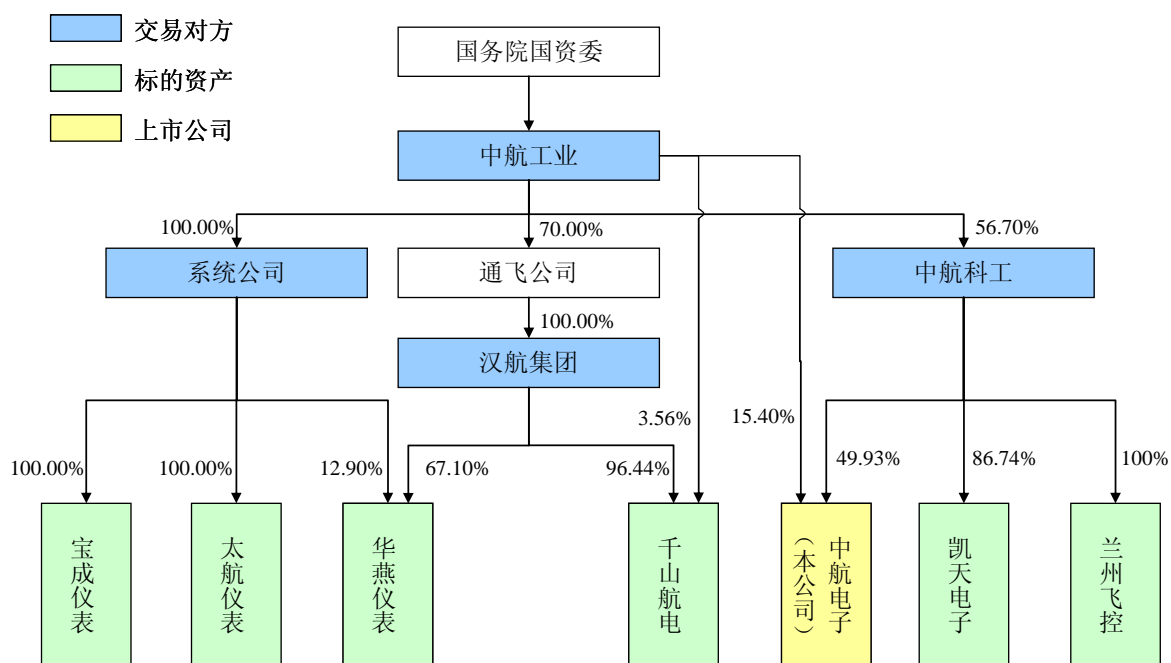 交易对方
标的资产
上市公司
国务院国资委
中航工业
100.00%
70.00%
56.70%
系统公司
通飞公司
中航科工
100.00%
汉航集团
3.56%
15.40%
100.00%
100.00%
12.90%
67.10%
96.44%
49.93%
86.74%
100%
宝成仪表
太航仪表
华燕仪表
千山航电
中航电子
（本公司）
凯天电子
兰州飞控